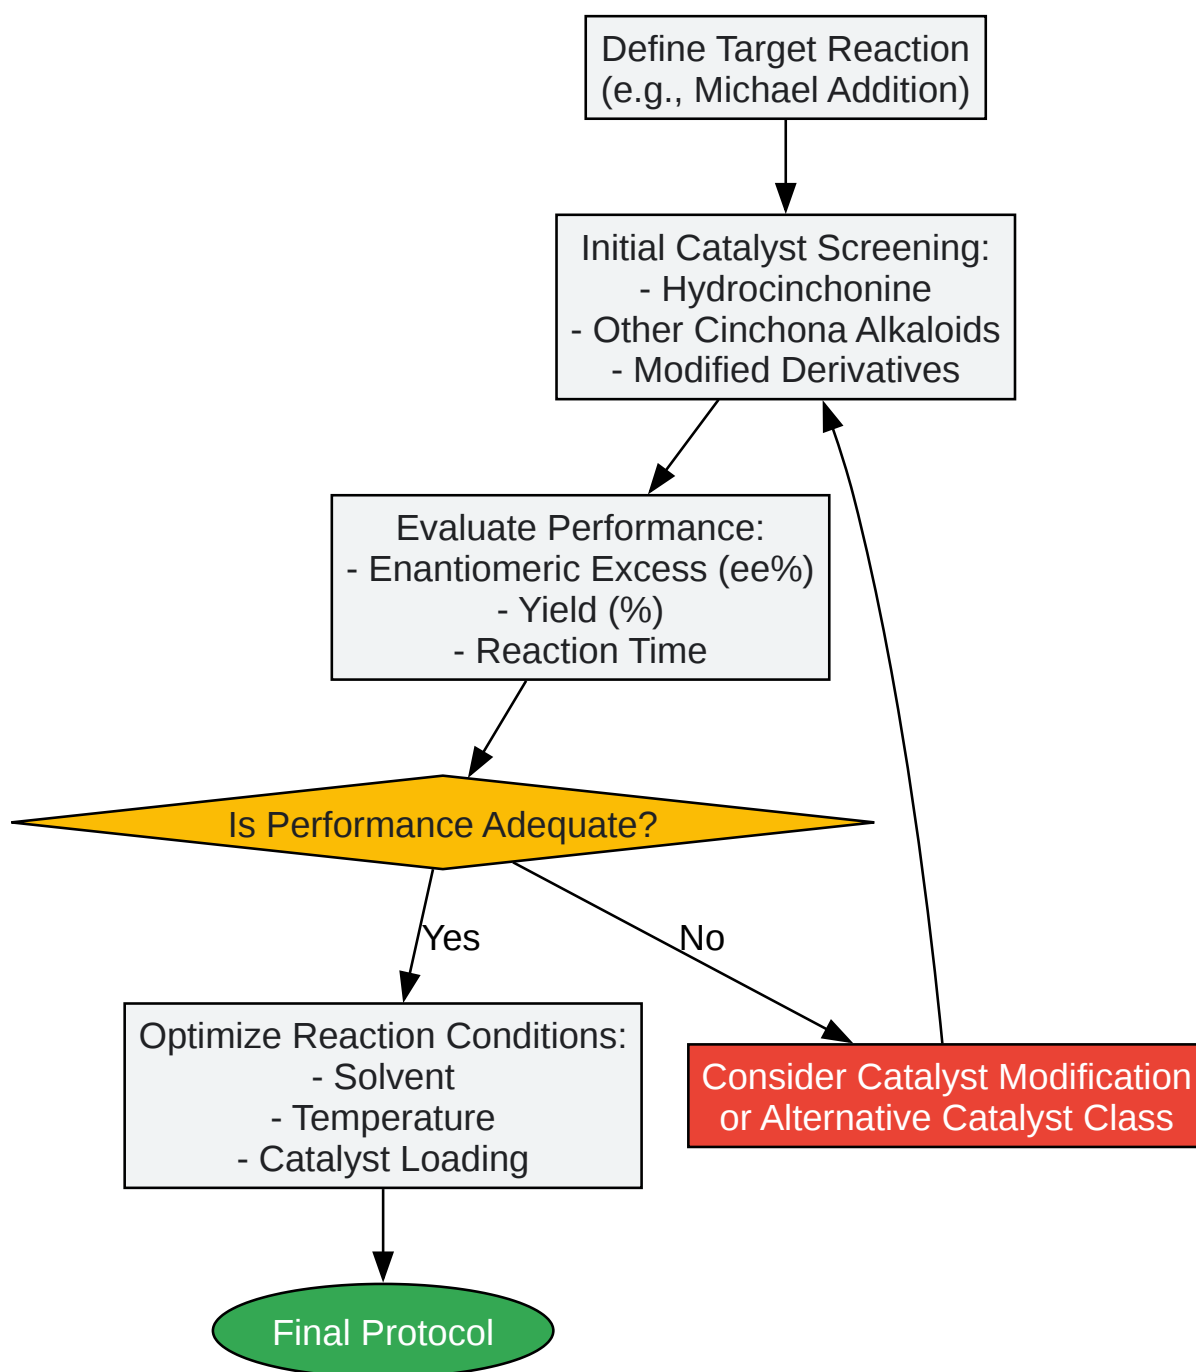 Define Target Reaction
(e.g., Michael Addition)
Initial Catalyst Screening:
- Hydrocinchonine
- Other Cinchona Alkaloids
- Modified Derivatives
Evaluate Performance:
- Enantiomeric Excess (ee%)
- Yield (%)
- Reaction Time
Is Performance Adequate?
Yes
No
Optimize Reaction Conditions:
- Solvent
- Temperature
- Catalyst Loading
Consider Catalyst Modification
or Alternative Catalyst Class
Final Protocol